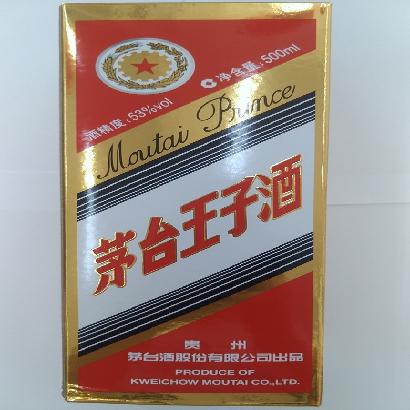 酒精度:53%vol
净含量:500ml
Moutai Prince
茅台王子酒
贵州
茅台酒股份有限公司出品
PRODUCE OF
KWEICHOW MOUTAI CO.,LTD.